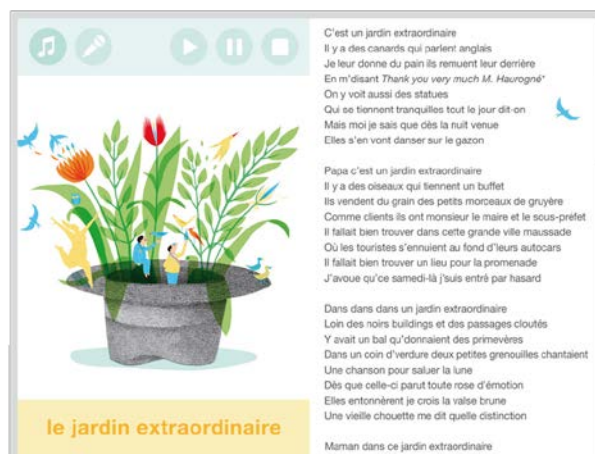 C'est un jardin extraordinaire
Il y a des canards qui parlent anglais
Je leur donne du pain ils remuent leur derrière
En m'disant Thank you very much M. Haurogné*
On y voit aussi des statues
Qui se tiennent tranquilles tout le jour dit-on
Mais moi je sais que dès la nuit venue
Elles s'en vont danser sur le gazon
Papa c'est un jardin extraordinaire
Il y a des oiseaux qui tiennent un buffet
Ils vendent du grain des petits morceaux de gruyère
Comme clients ils ont monsieur le maire et le sous-préfet
Il fallait bien trouver dans cette grande ville maussade
Où les touristes s'ennuient au fond d'leurs autocars
Il fallait bien trouver un lieu pour la promenade
J'avoue qu'ce samedi-là j'suis entré par hasard
Dans dans dans un jardin extraordinaire
Loin des noirs buildings et des passages cloutés
Y avait un bal qu'donnaient des primevères
Dans un coin d'verdure deux petites grenouilles chantaient
Une chanson pour saluer la lune
Dès que celle-ci parut toute rose d'émotion
Elles entonnèrent je crois la valse brune
Une vieille chouette me dit quelle distinction
Maman dans ce jardin extraordinaire
le jardin extraordinaire